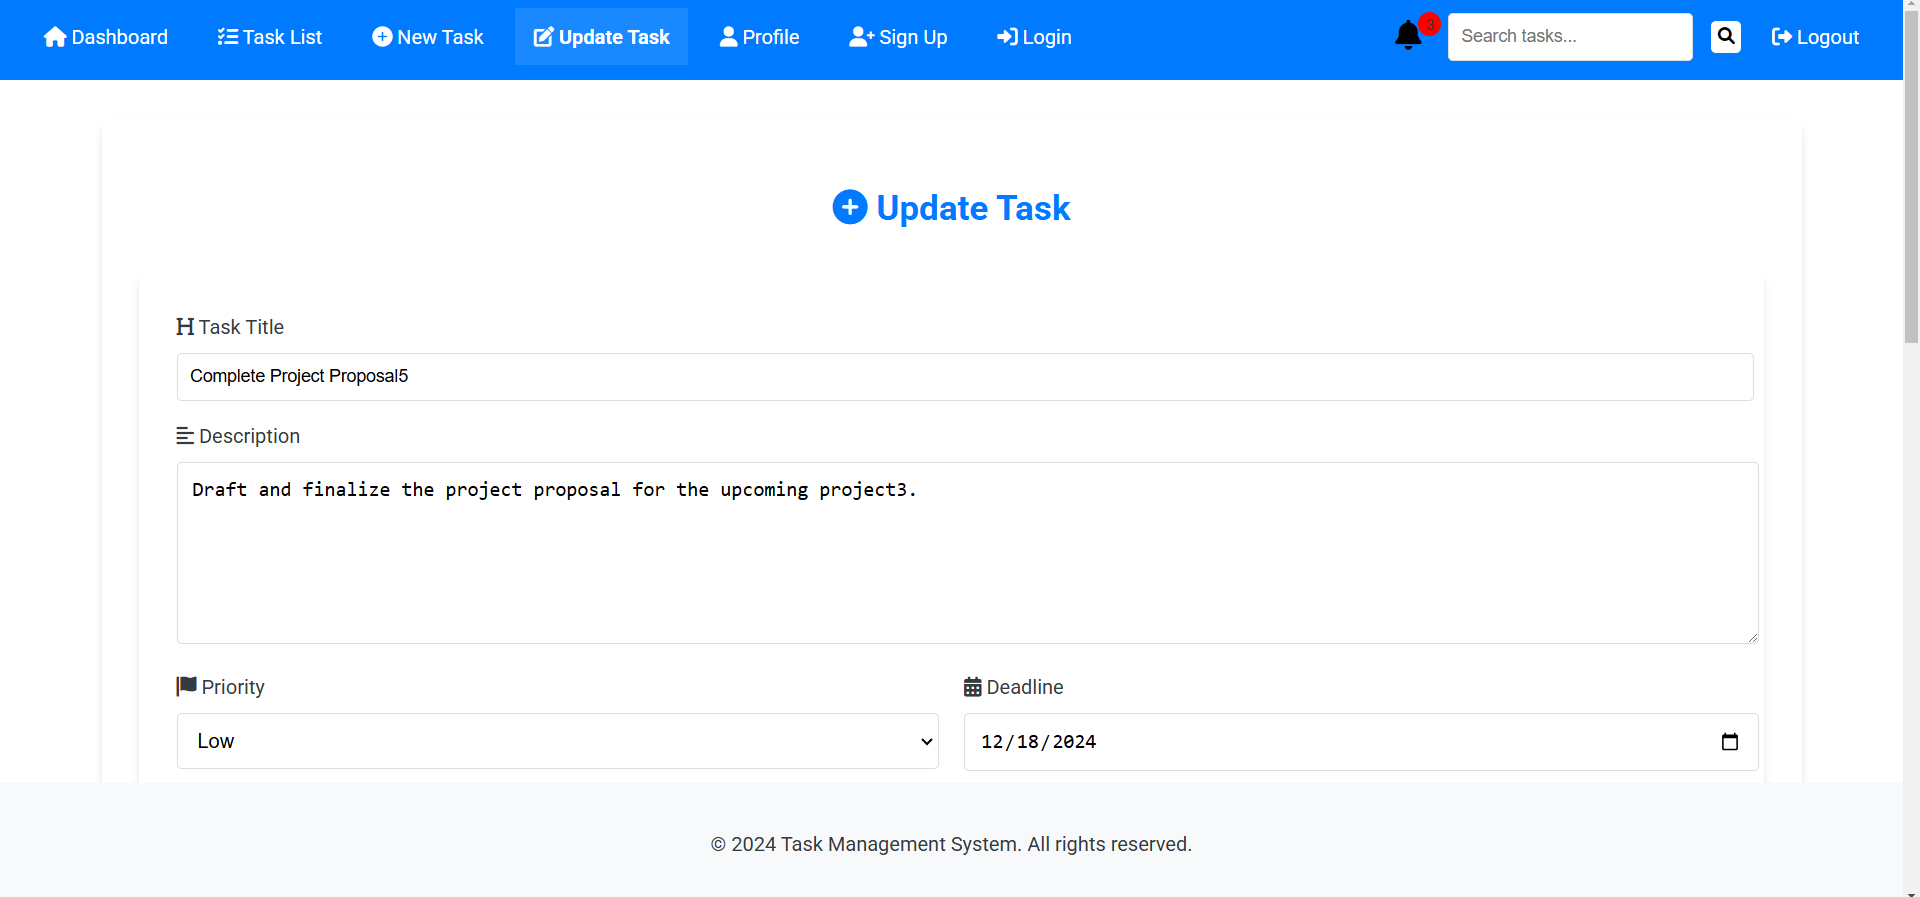 Dashboard Task List New Task Update Task Profile Sign Up Login 3 Search tasks... Logout
Update Task
Task Title
Complete Project Proposal5
Description
Draft and finalize the project proposal for the upcoming project3.
Priority Deadline
Low 12/18/2024
© 2024 Task Management System. All rights reserved.